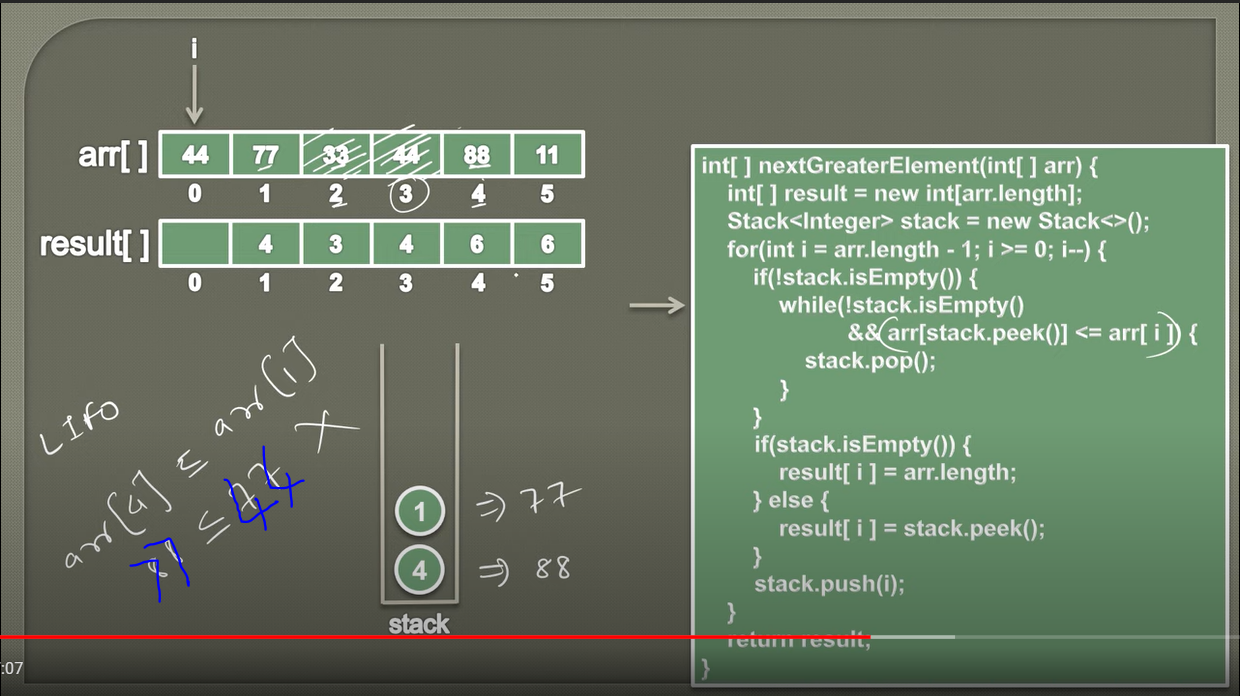 i
arr[ ] 44 77 33 44 88 11
0 1 2 3 4 5
result[ ] 4 3 4 6 6
0 1 2 3 4 5
LIFO
arr[4] ≤ arr[i]
77 ≤ 44 X
1 ⇒ 77
4 ⇒ 88
stack
:07
int[ ] nextGreaterElement(int[ ] arr) {
int[ ] result = new int[arr.length];
Stack<Integer> stack = new Stack<>();
for(int i = arr.length - 1; i >= 0; i--) {
if(!stack.isEmpty()) {
while(!stack.isEmpty()
&& arr[stack.peek()] <= arr[ i ]) {
stack.pop();
}
}
if(stack.isEmpty()) {
result[ i ] = arr.length;
} else {
result[ i ] = stack.peek();
}
stack.push(i);
}
return result;
}